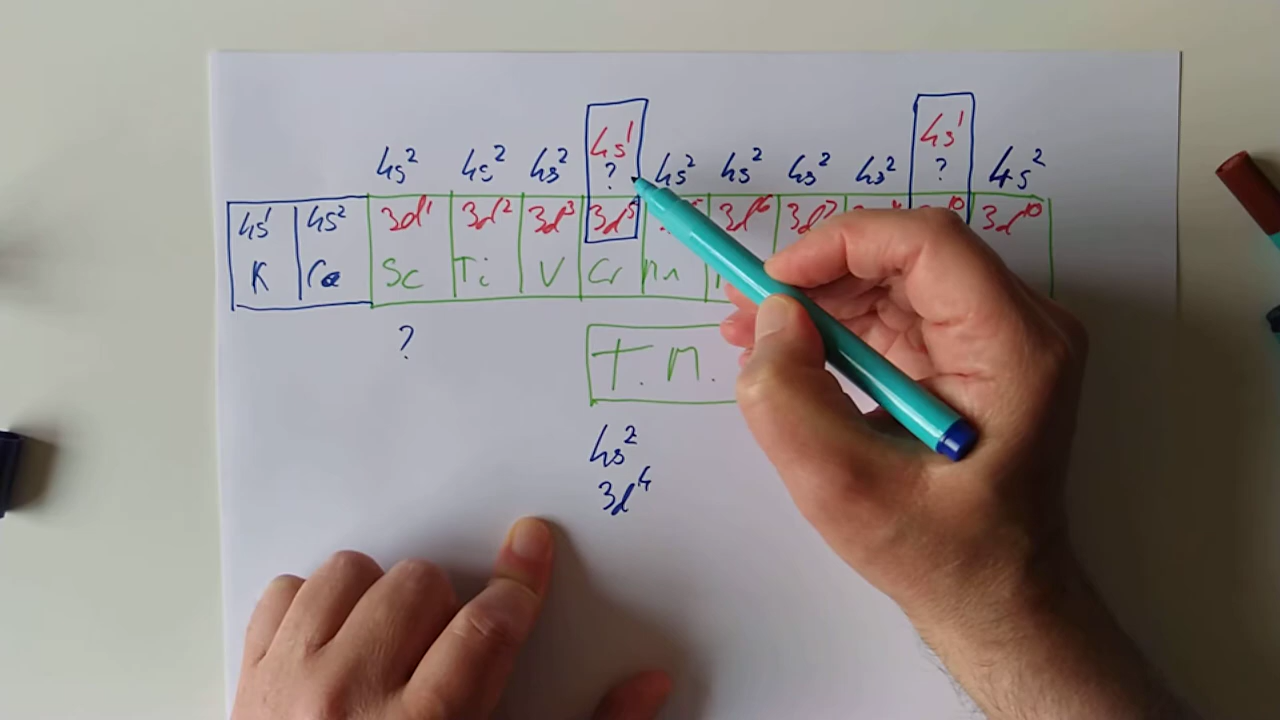 4s¹ ?
4s¹ ?
4s² 4s² 4s² 4s² 4s² 4s² 4s² 4s²
4s¹ 4s² 3d¹ 3d² 3d³ 3d⁵ 3d⁶ 3d⁷ 3d¹⁰
K Ca Sc Ti V Cr Mn
?
T. M.
4s²
3d⁴